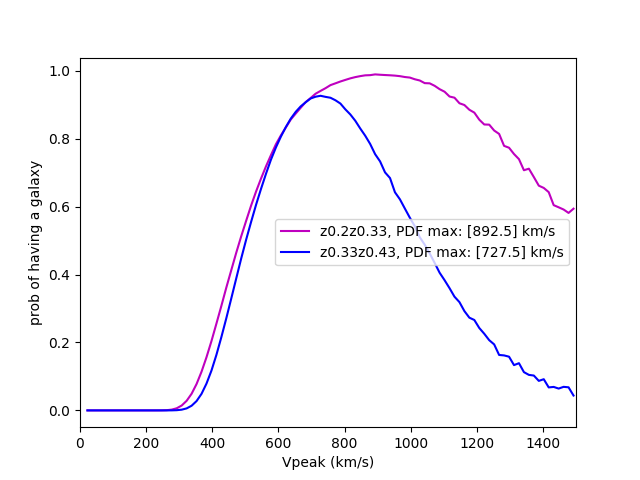 1.0
0.8
0.6
0.4
0.2
0.0
prob of having a galaxy
z0.2z0.33, PDF max: [892.5] km/s
z0.33z0.43, PDF max: [727.5] km/s
0 200 400 600 800 1000 1200 1400
Vpeak (km/s)